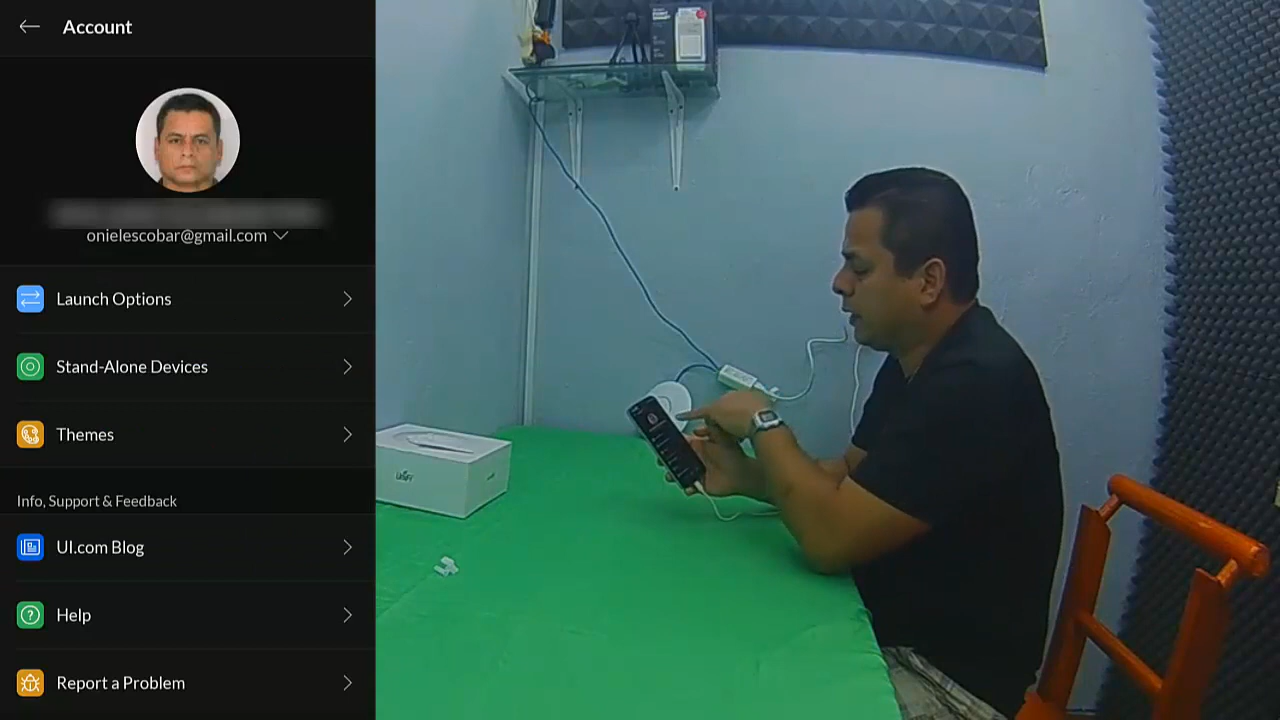 Account
onielescobar@gmail.com
Launch Options
Stand-Alone Devices
Themes
Info, Support & Feedback
UI.com Blog
Help
Report a Problem
UniFi